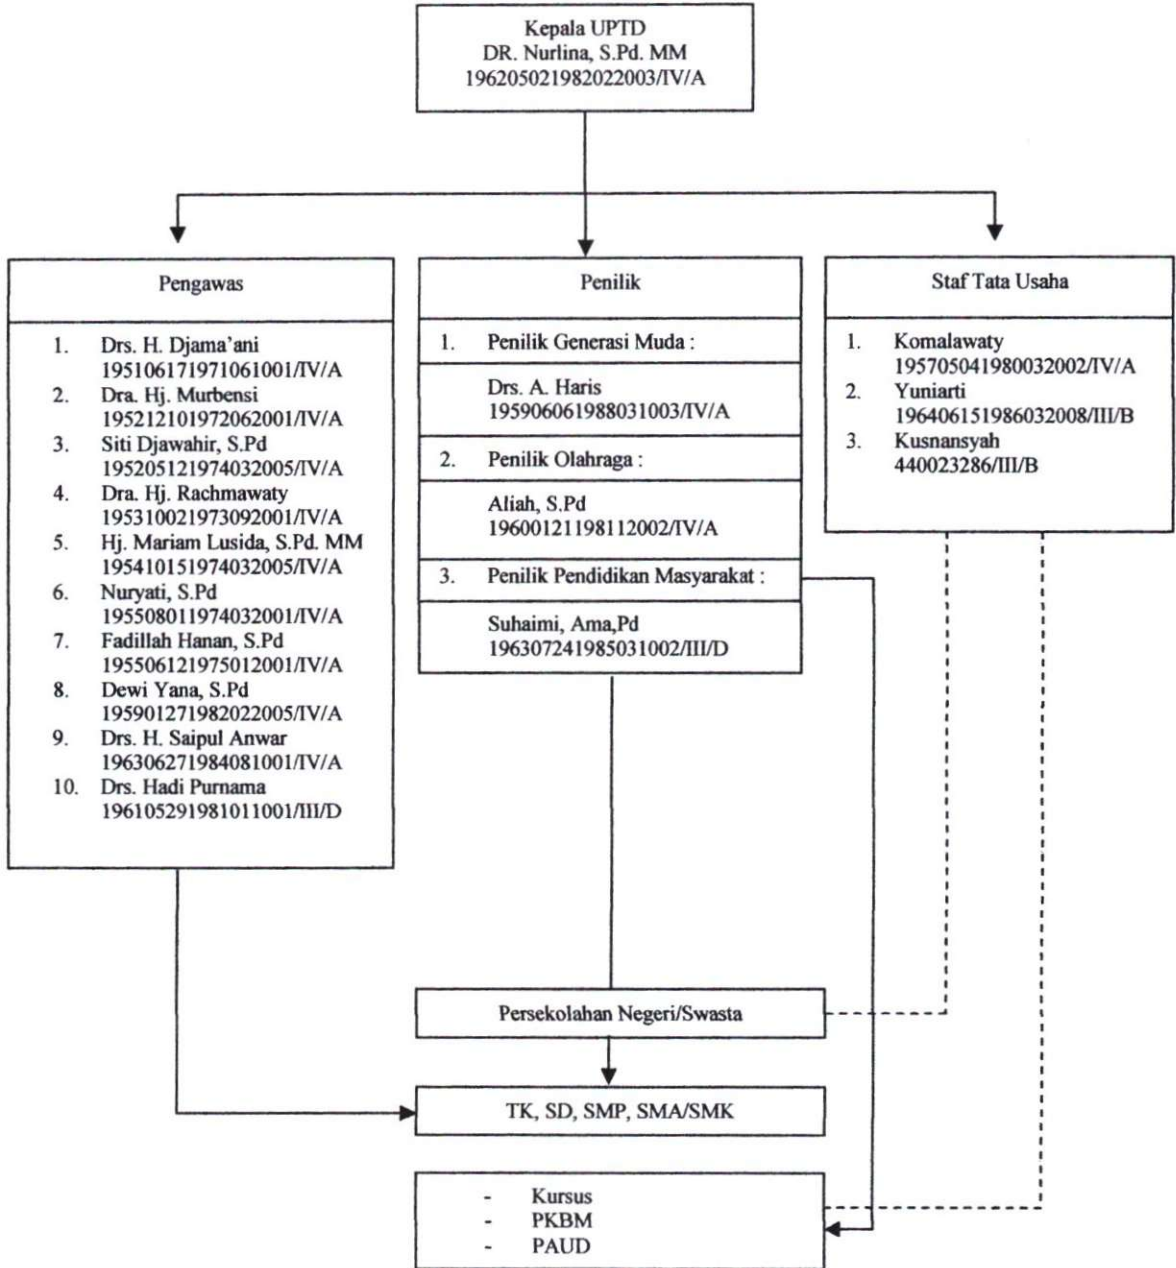 Kepala UPTD
DR. Nurlina, S.Pd. MM
196205021982022003/IV/A
Pengawas
1. Drs. H. Djama'ani
195106171971061001/IV/A
2. Dra. Hj. Murbensi
195212101972062001/IV/A
3. Siti Djawahir, S.Pd
195205121974032005/IV/A
4. Dra. Hj. Rachmawaty
195310021973092001/IV/A
5. Hj. Mariam Lusida, S.Pd. MM
195410151974032005/IV/A
6. Nuryati, S.Pd
195508011974032001/IV/A
7. Fadillah Hanan, S.Pd
195506121975012001/IV/A
8. Dewi Yana, S.Pd
195901271982022005/IV/A
9. Drs. H. Saipul Anwar
196306271984081001/IV/A
10. Drs. Hadi Purnama
196105291981011001/III/D
Penilik
1. Penilik Generasi Muda :
Drs. A. Haris
195906061988031003/IV/A
2. Penilik Olahraga :
Aliah, S.Pd
19600121198112002/IV/A
3. Penilik Pendidikan Masyarakat :
Suhaimi, Ama,Pd
196307241985031002/III/D
Staf Tata Usaha
1. Komalawaty
195705041980032002/IV/A
2. Yuniarti
196406151986032008/III/B
3. Kusnansyah
440023286/III/B
Persekolahan Negeri/Swasta
TK, SD, SMP, SMA/SMK
- Kursus
- PKBM
- PAUD